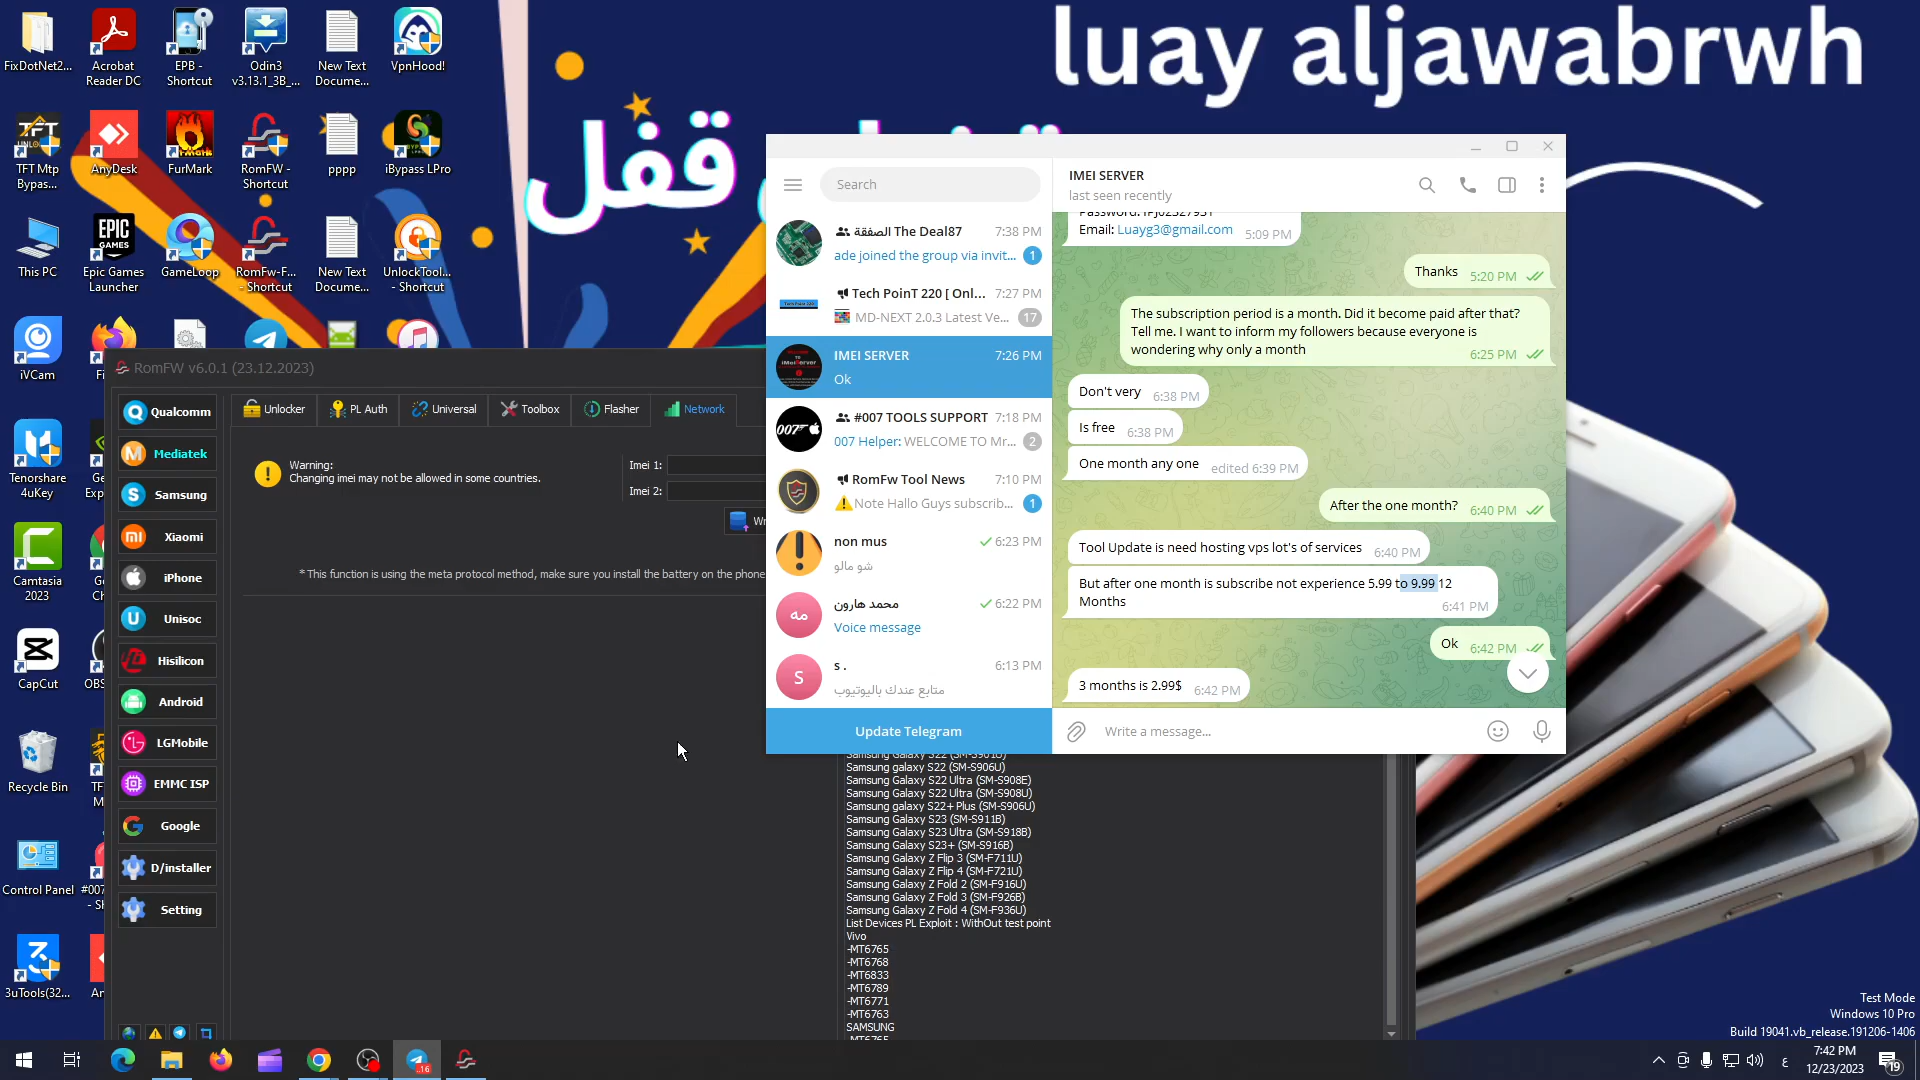 luay aljawabrwh
قفل
FixDotNet2...
Acrobat
Reader DC
EPB -
Shortcut
Odin3
v3.13.1_3B_...
New Text
Docume...
VpnHood!
TFT Mtp
Bypas...
AnyDesk
FurMark
RomFW -
Shortcut
pppp
iBypass LPro
This PC
Epic Games
Launcher
GameLoop
RomFw-F...
- Shortcut
New Text
Docume...
UnlockTool...
- Shortcut
iVCam
Tenorshare
4uKey
Camtasia
2023
CapCut
Recycle Bin
Control Panel
3uTools(32...
RomFW v6.0.1 (23.12.2023)
Qualcomm
Mediatek
Samsung
Xiaomi
iPhone
Unisoc
Hisilicon
Android
LGMobile
EMMC ISP
Google
D/installer
Setting
Unlocker
PL Auth
Universal
Toolbox
Flasher
Network
Warning:
Changing imei may not be allowed in some countries.
Imei 1:
Imei 2:
*This function is using the meta protocol method, make sure you install the battery on the phone
Search
الصفقة The Deal87 7:38 PM
ade joined the group via invit... 1
Tech PoinT 220 [ Onl... 7:27 PM
MD-NEXT 2.0.3 Latest Ve... 17
IMEI SERVER 7:26 PM
Ok
#007 TOOLS SUPPORT 7:18 PM
007 Helper: WELCOME TO Mr... 2
RomFw Tool News 7:10 PM
Note Hallo Guys subscrib... 1
non mus 6:23 PM
شو مالو
محمد هارون 6:22 PM
Voice message
s . 6:13 PM
متابع عندك باليوتيوب
Update Telegram
IMEI SERVER
last seen recently
Email: Luayg3@gmail.com 5:09 PM
Thanks 5:20 PM
The subscription period is a month. Did it become paid after that?
Tell me. I want to inform my followers because everyone is
wondering why only a month 6:25 PM
Don't very 6:38 PM
Is free 6:38 PM
One month any one edited 6:39 PM
After the one month? 6:40 PM
Tool Update is need hosting vps lot's of services 6:40 PM
But after one month is subscribe not experience 5.99 to 9.99 12
Months 6:41 PM
Ok 6:42 PM
3 months is 2.99$ 6:42 PM
Write a message...
Samsung galaxy S22 (SM-S906U)
Samsung Galaxy S22 Ultra (SM-S908E)
Samsung Galaxy S22 Ultra (SM-S908U)
Samsung galaxy S22+ Plus (SM-S906U)
Samsung Galaxy S23 (SM-S911B)
Samsung Galaxy S23 Ultra (SM-S918B)
Samsung Galaxy S23+ (SM-S916B)
Samsung Galaxy Z Flip 3 (SM-F711U)
Samsung Galaxy Z Flip 4 (SM-F721U)
Samsung Galaxy Z Fold 2 (SM-F916U)
Samsung Galaxy Z Fold 3 (SM-F926B)
Samsung Galaxy Z Fold 4 (SM-F936U)
List Devices PL Exploit : WithOut test point
Vivo
-MT6765
-MT6768
-MT6833
-MT6789
-MT6771
-MT6763
SAMSUNG
Test Mode
Windows 10 Pro
Build 19041.vb_release.191206-1406
7:42 PM
12/23/2023